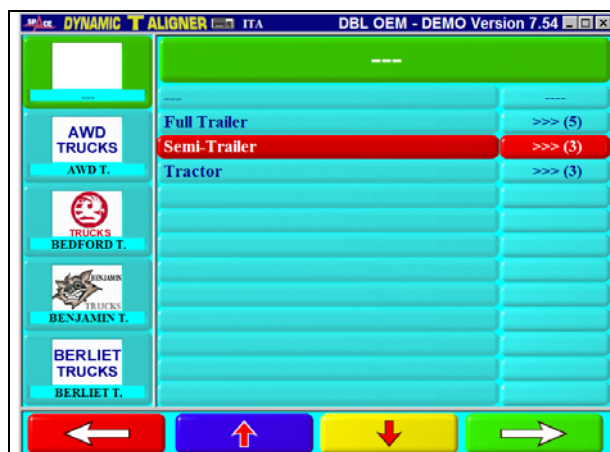 SPACE DYNAMIC T ALIGNER ITA DBL OEM - DEMO Version 7.54
---
---
--- ----
Full Trailer >>> (5)
Semi-Trailer >>> (3)
Tractor >>> (3)
AWD
TRUCKS
AWD T.
TRUCKS
BEDFORD T.
BENJAMIN
TRUCKS
BENJAMIN T.
BERLIET
TRUCKS
BERLIET T.